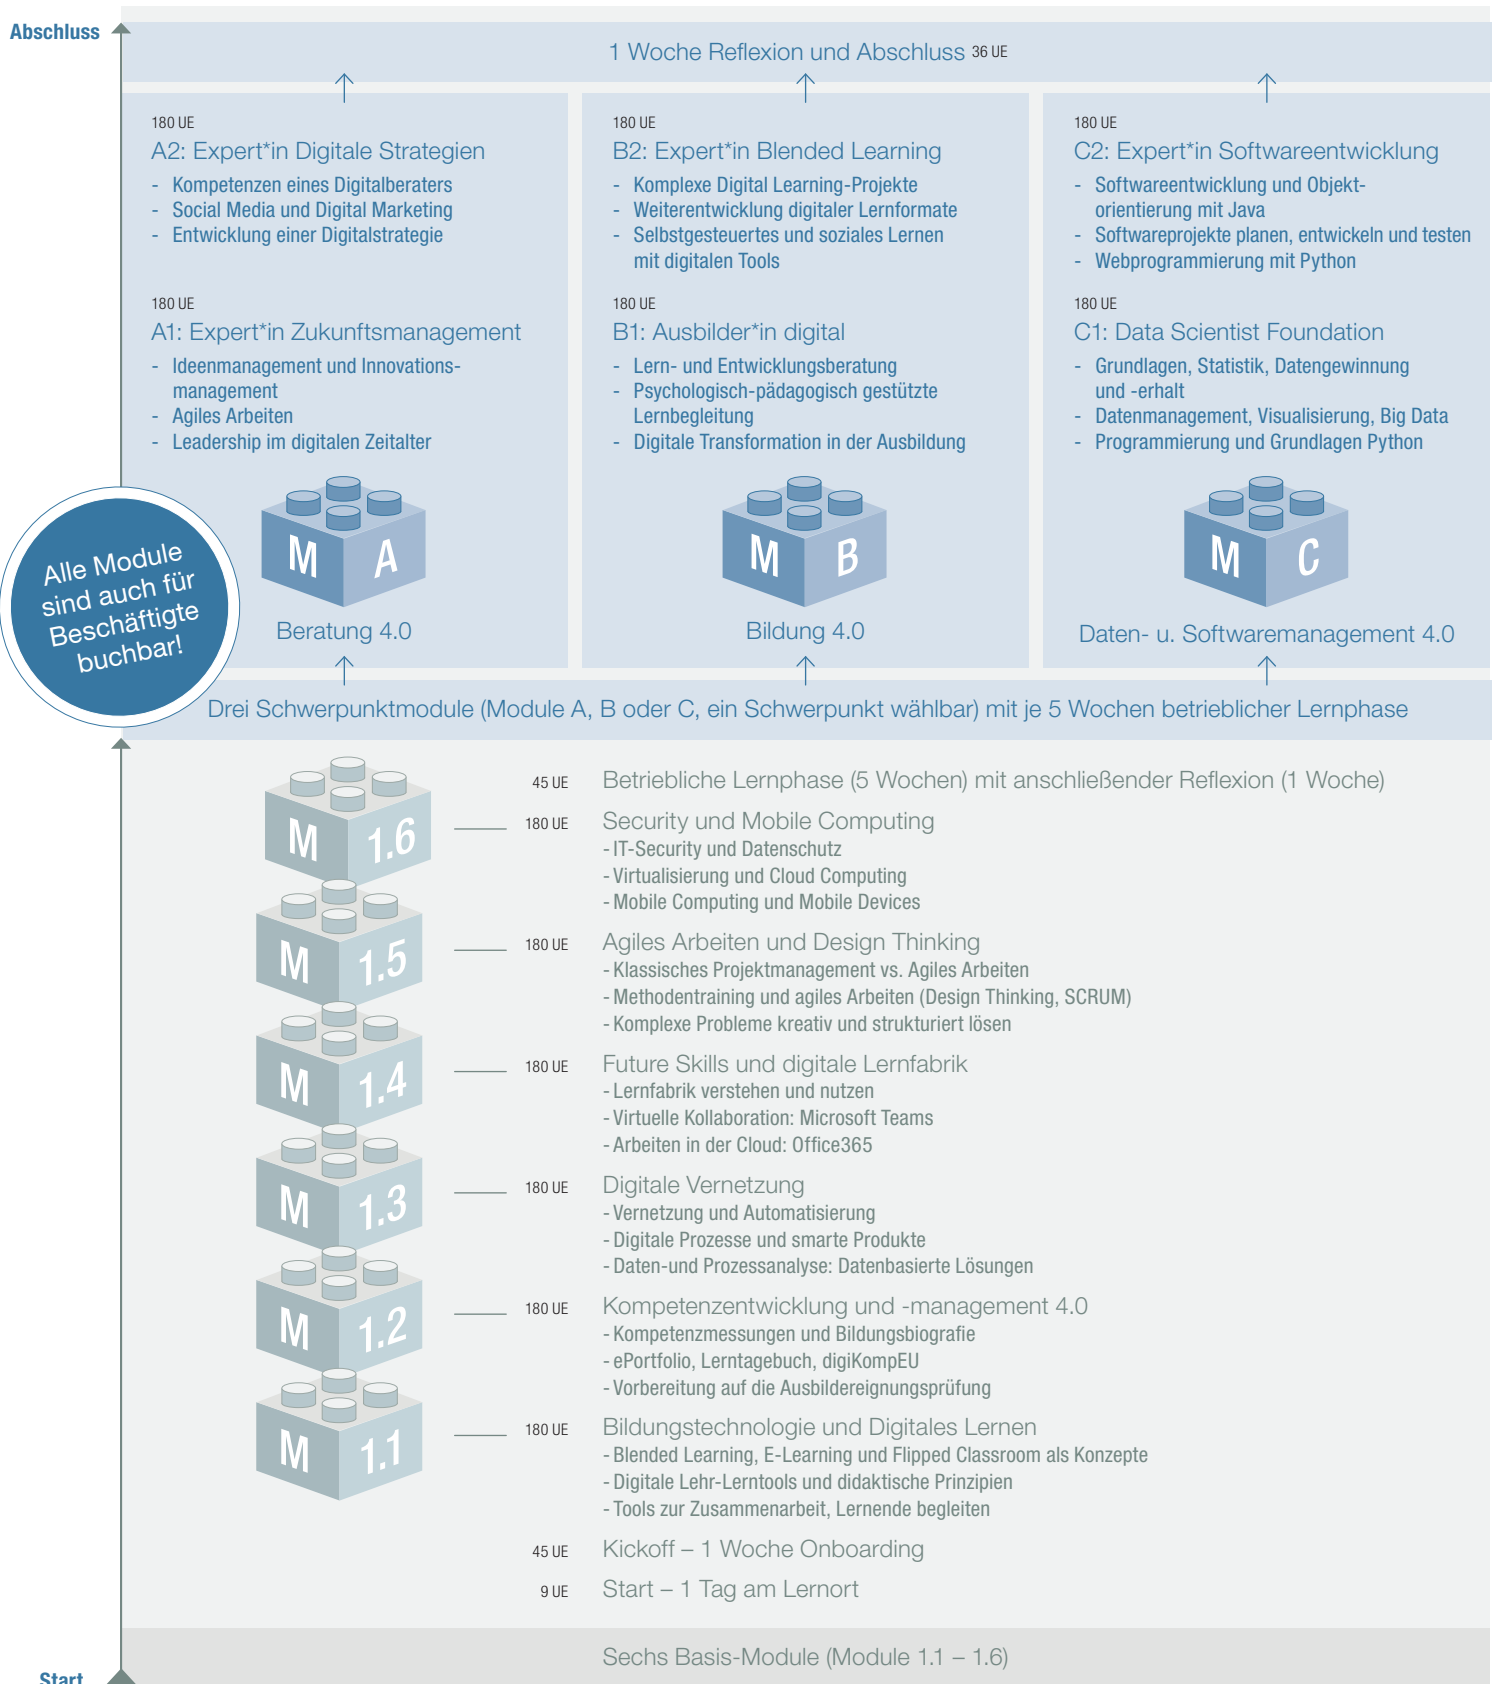 Abschluss
1 Woche Reflexion und Abschluss 36 UE
180 UE
A2: Expert*in Digitale Strategien
- Kompetenzen eines Digitalberaters
- Social Media und Digital Marketing
- Entwicklung einer Digitalstrategie
180 UE
A1: Expert*in Zukunftsmanagement
- Ideenmanagement und Innovations-
management
- Agiles Arbeiten
- Leadership im digitalen Zeitalter
M A
Beratung 4.0
180 UE
B2: Expert*in Blended Learning
- Komplexe Digital Learning-Projekte
- Weiterentwicklung digitaler Lernformate
- Selbstgesteuertes und soziales Lernen
mit digitalen Tools
180 UE
B1: Ausbilder*in digital
- Lern- und Entwicklungsberatung
- Psychologisch-pädagogisch gestützte
Lernbegleitung
- Digitale Transformation in der Ausbildung
M B
Bildung 4.0
180 UE
C2: Expert*in Softwareentwicklung
- Softwareentwicklung und Objekt-
orientierung mit Java
- Softwareprojekte planen, entwickeln und testen
- Webprogrammierung mit Python
180 UE
C1: Data Scientist Foundation
- Grundlagen, Statistik, Datengewinnung
und -erhalt
- Datenmanagement, Visualisierung, Big Data
- Programmierung und Grundlagen Python
M C
Daten- u. Softwaremanagement 4.0
Alle Module
sind auch für
Beschäftigte
buchbar!
Drei Schwerpunktmodule (Module A, B oder C, ein Schwerpunkt wählbar) mit je 5 Wochen betrieblicher Lernphase
45 UE Betriebliche Lernphase (5 Wochen) mit anschließender Reflexion (1 Woche)
M 1.6
180 UE Security und Mobile Computing
- IT-Security und Datenschutz
- Virtualisierung und Cloud Computing
- Mobile Computing und Mobile Devices
M 1.5
180 UE Agiles Arbeiten und Design Thinking
- Klassisches Projektmanagement vs. Agiles Arbeiten
- Methodentraining und agiles Arbeiten (Design Thinking, SCRUM)
- Komplexe Probleme kreativ und strukturiert lösen
M 1.4
180 UE Future Skills und digitale Lernfabrik
- Lernfabrik verstehen und nutzen
- Virtuelle Kollaboration: Microsoft Teams
- Arbeiten in der Cloud: Office365
M 1.3
180 UE Digitale Vernetzung
- Vernetzung und Automatisierung
- Digitale Prozesse und smarte Produkte
- Daten-und Prozessanalyse: Datenbasierte Lösungen
M 1.2
180 UE Kompetenzentwicklung und -management 4.0
- Kompetenzmessungen und Bildungsbiografie
- ePortfolio, Lerntagebuch, digiKompEU
- Vorbereitung auf die Ausbildereignungsprüfung
M 1.1
180 UE Bildungstechnologie und Digitales Lernen
- Blended Learning, E-Learning und Flipped Classroom als Konzepte
- Digitale Lehr-Lerntools und didaktische Prinzipien
- Tools zur Zusammenarbeit, Lernende begleiten
45 UE Kickoff – 1 Woche Onboarding
9 UE Start – 1 Tag am Lernort
Sechs Basis-Module (Module 1.1 – 1.6)
Start